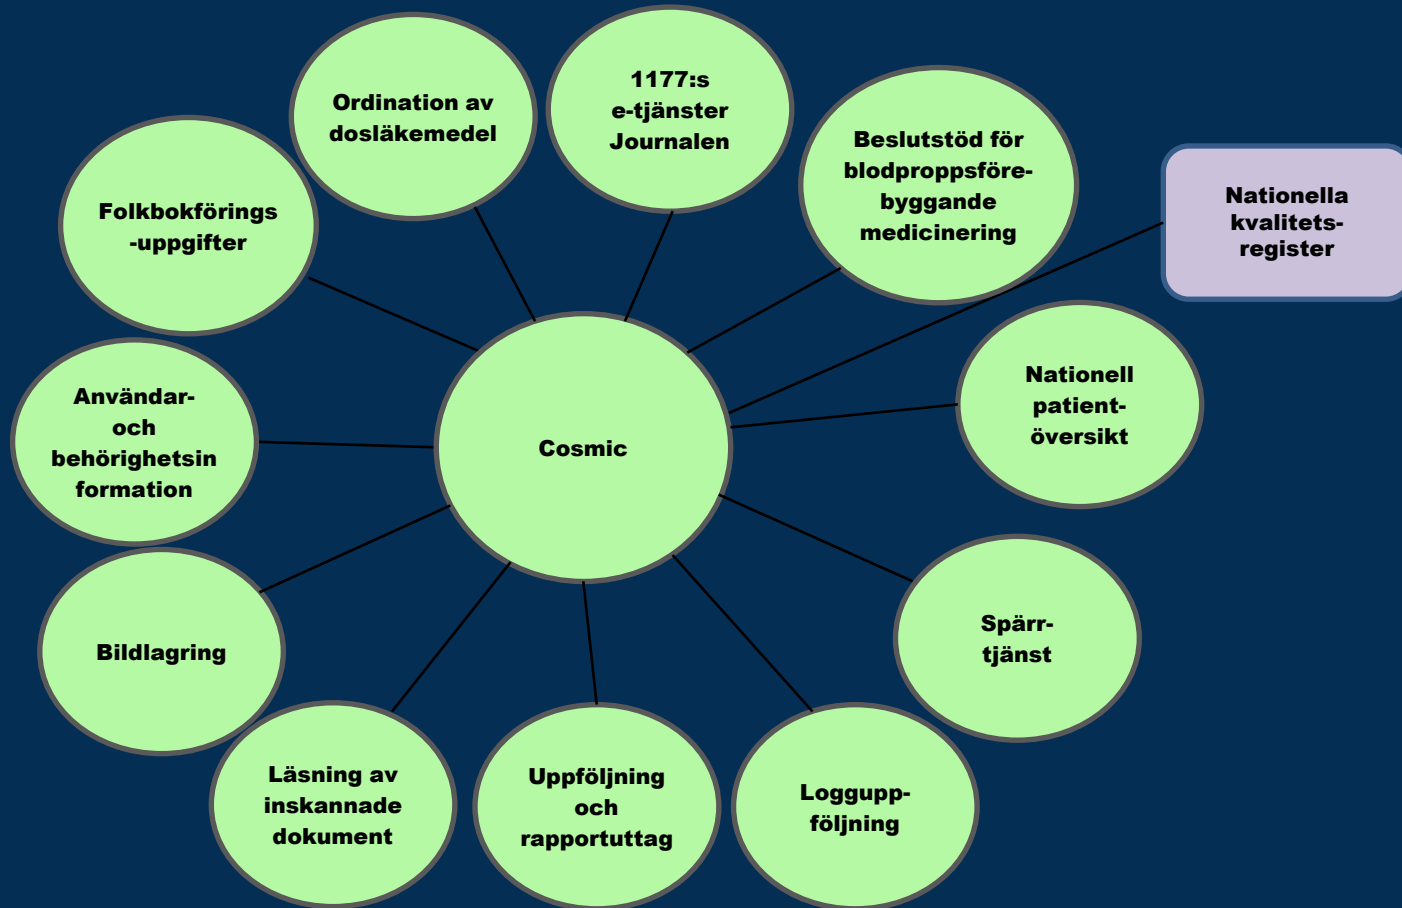 Ordination av
dosläkemedel
1177:s
e-tjänster
Journalen
Beslutstöd för
blodproppsföre-
byggande
medicinering
Nationella
kvalitets-
register
Folkbokförings
-uppgifter
Nationell
patient-
översikt
Användar-
och
behörighetsin
formation
Cosmic
Spärr-
tjänst
Bildlagring
Läsning av
inskannade
dokument
Uppföljning
och
rapportuttag
Logguppp-
följning